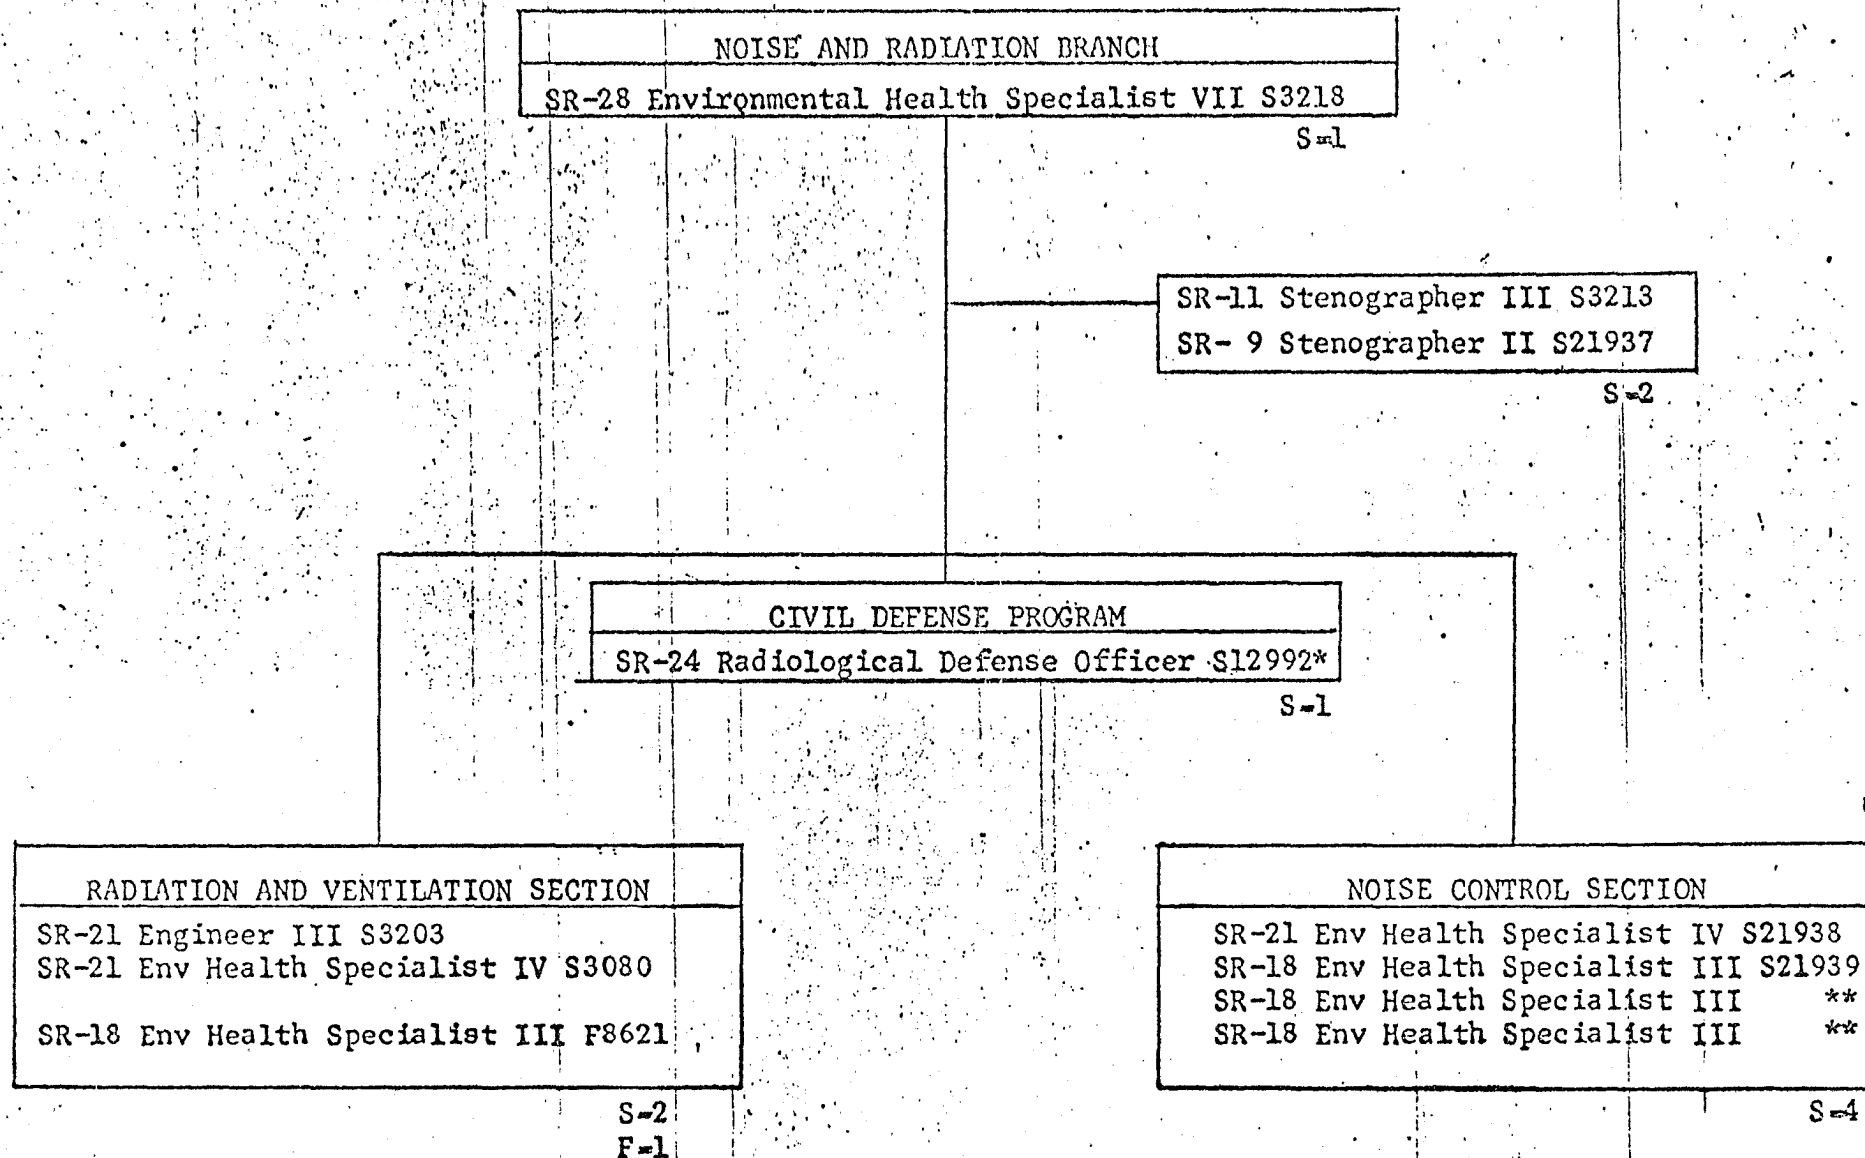 NOISE AND RADIATION BRANCH
SR-28 Environmental Health Specialist VII S3218
S=1
SR-11 Stenographer III S3213
SR- 9 Stenographer II S21937
S=2
CIVIL DEFENSE PROGRAM
SR-24 Radiological Defense Officer S12992*
S=1
RADIATION AND VENTILATION SECTION
SR-21 Engineer III S3203
SR-21 Env Health Specialist IV S3080
SR-18 Env Health Specialist III F8621
S=2
F=1
NOISE CONTROL SECTION
SR-21 Env Health Specialist IV S21938
SR-18 Env Health Specialist III S21939
SR-18 Env Health Specialist III **
SR-18 Env Health Specialist III **
S=4